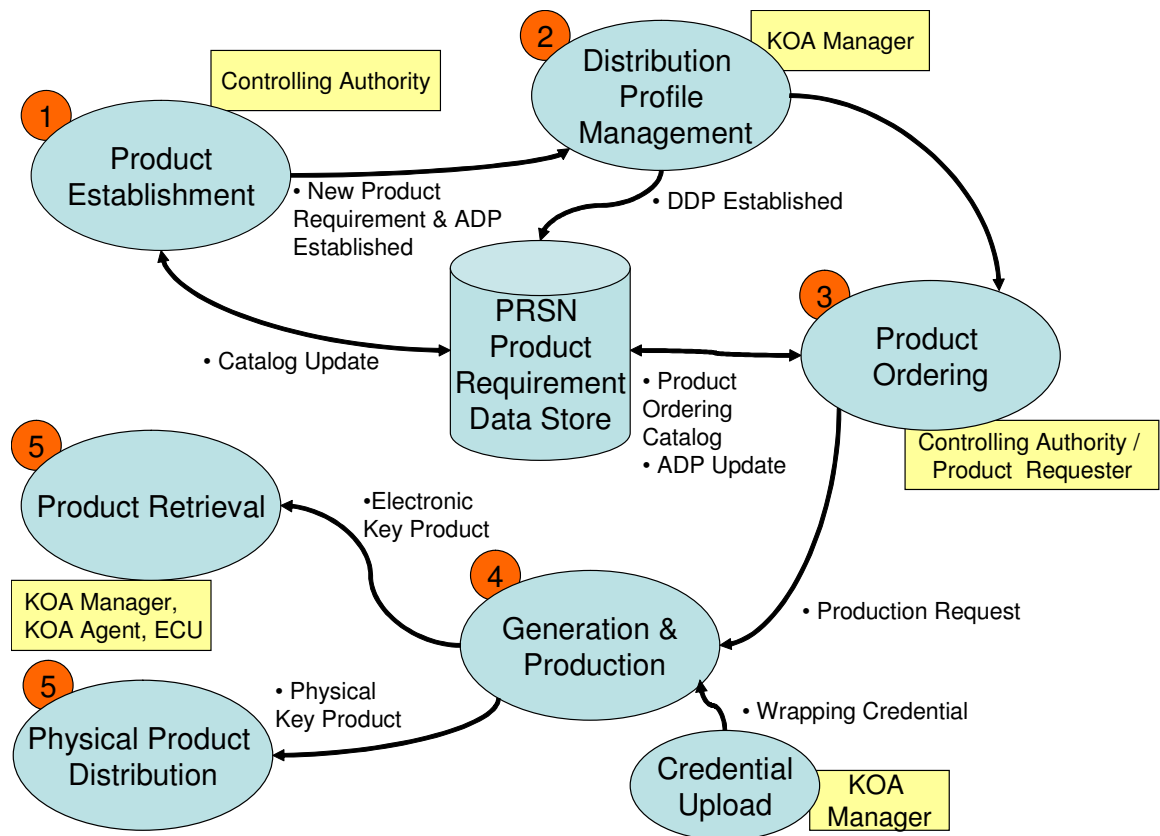 1
Controlling Authority
Product
Establishment
2
KOA Manager
Distribution
Profile
Management
• New Product
Requirement & ADP
Established
• DDP Established
PRSN
Product
Requirement
Data Store
• Catalog Update
3
Product
Ordering
• Product
Ordering
Catalog
• ADP Update
Controlling Authority /
Product Requester
5
Product Retrieval
•Electronic
Key Product
KOA Manager,
KOA Agent, ECU
4
Generation &
Production
• Production Request
5
Physical Product
Distribution
• Physical
Key Product
• Wrapping Credential
Credential
Upload
KOA
Manager